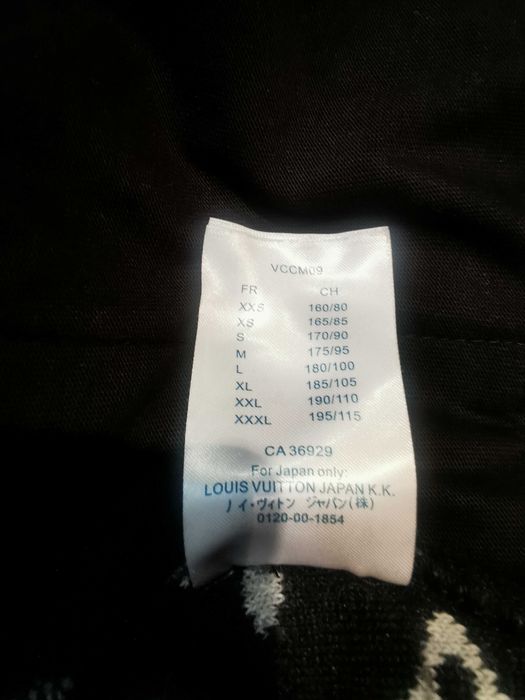 VCCM09
FR CH
XXS 160/80
XS 165/85
S 170/90
M 175/95
L 180/100
XL 185/105
XXL 190/110
XXXL 195/115
CA 36929
For Japan only:
LOUIS VUITTON JAPAN K.K.
ノイ・ヴィトン ジャパン(株)
0120-00-1854